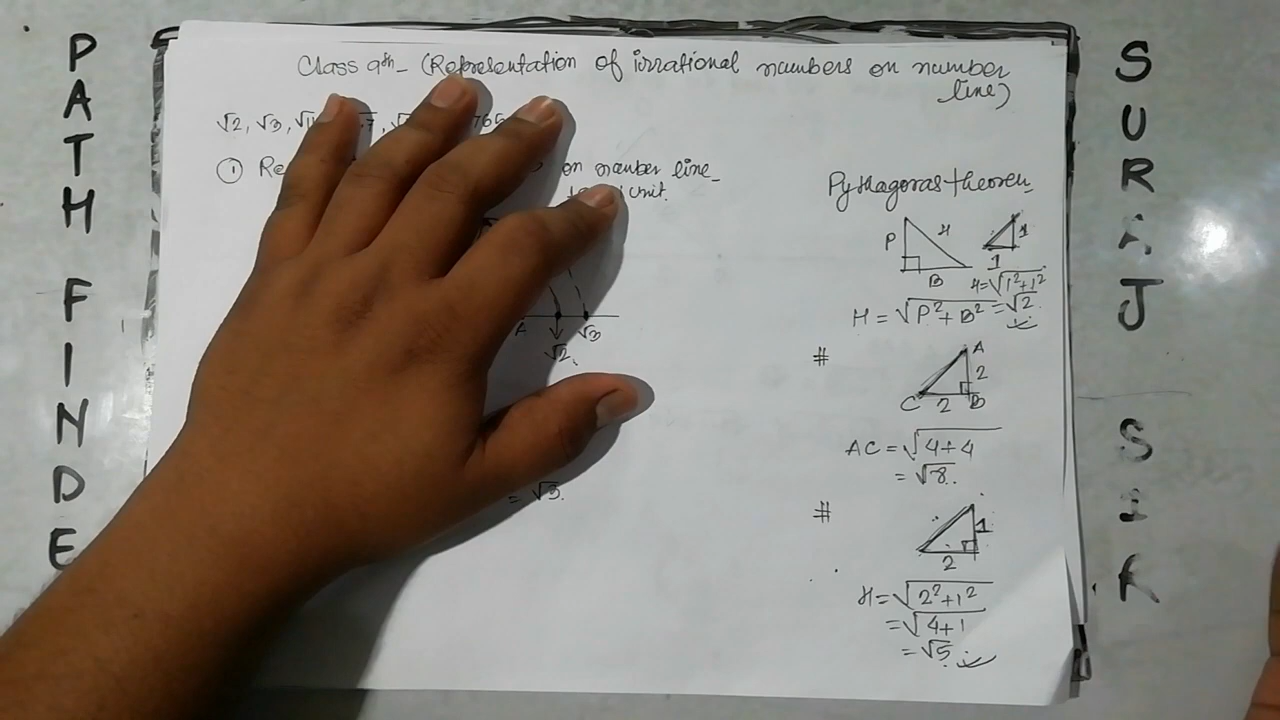 PATH FINDE
Class 9th - (Representation of irrational numbers on number
line)
√2, √3,
① Re
on number line -
unit.
A
√3
√2
= √3.
Pythagoras theorem
P H 1
B 1
H = √1²+1²
H = √P²+B² = √2
#
A
2
C 2 B
AC = √4+4
= √8.
#
1
2
H = √2²+1²
= √4+1
= √5.
SURAJ SIR